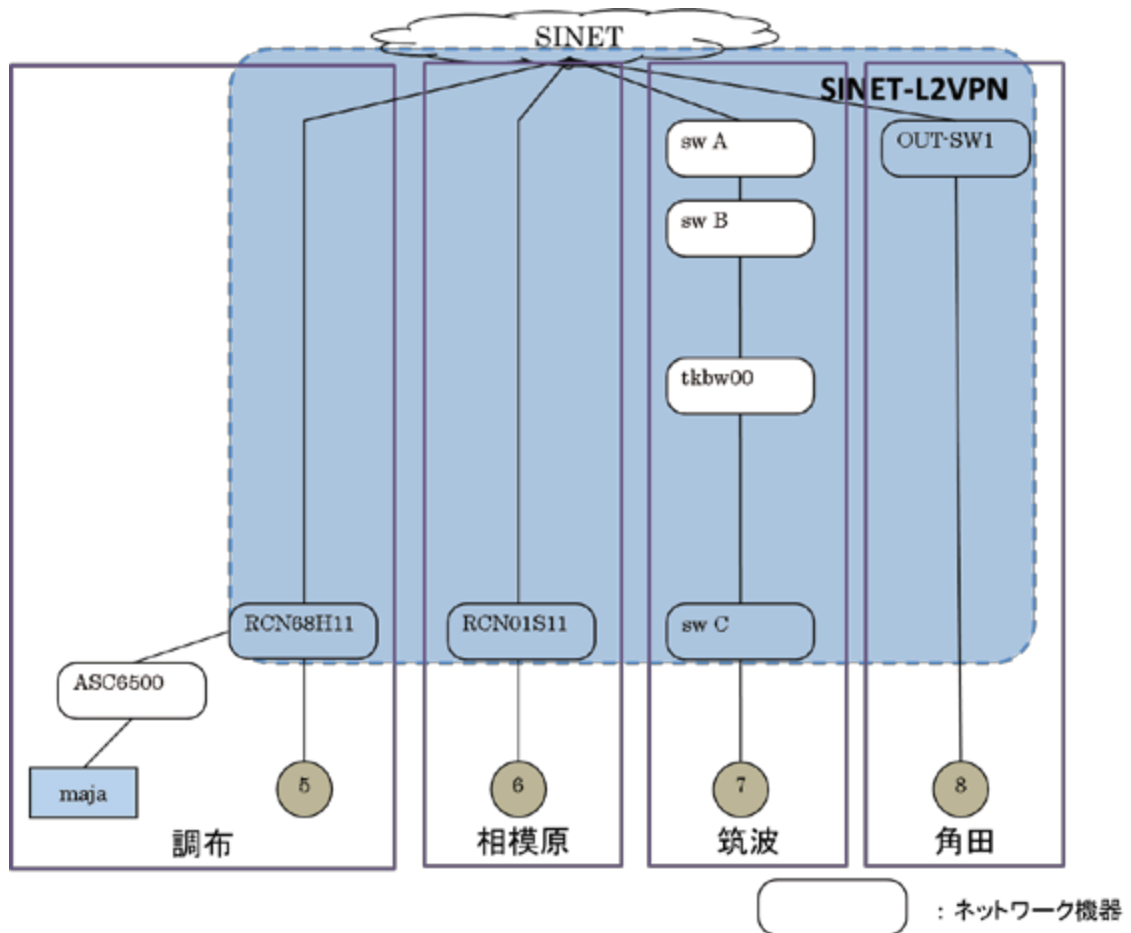 SINET
SINET-L2VPN
sw A
OUT-SW1
sw B
tkbw00
RCN68H11
RCN01S11
sw C
ASC6500
maja
5
6
7
8
調布
相模原
筑波
角田
: ネットワーク機器